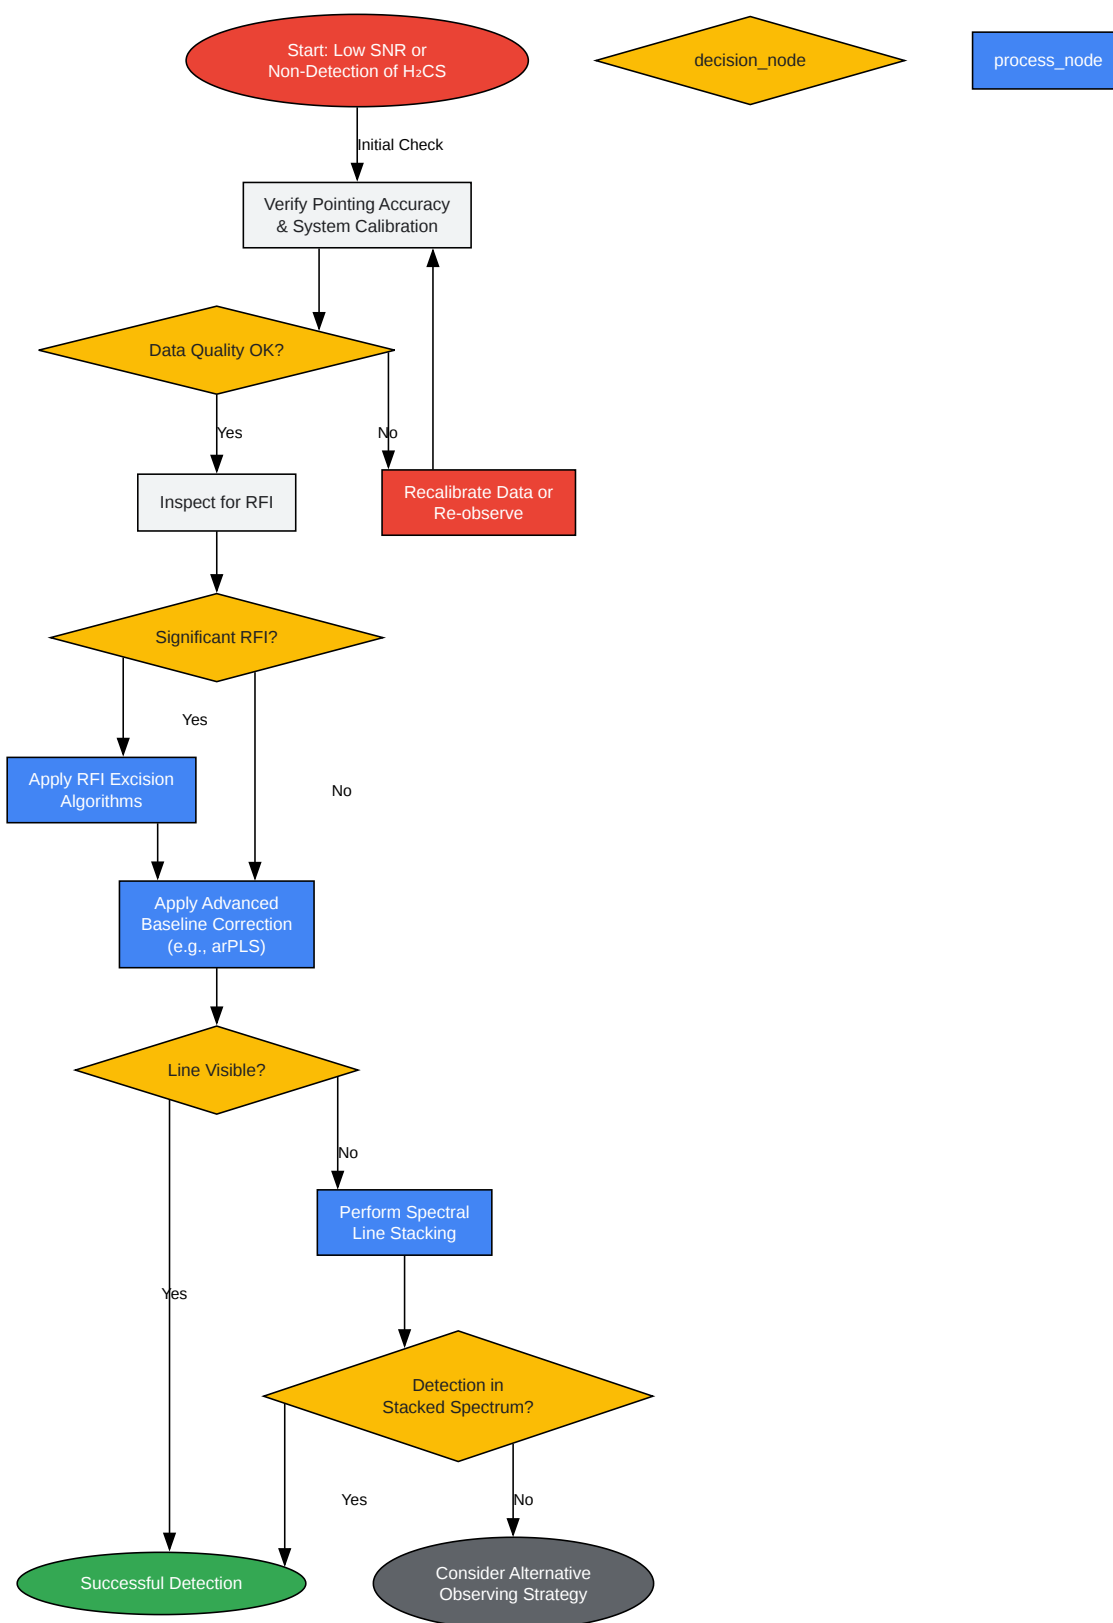 Start: Low SNR or
Non-Detection of H₂CS
decision_node
process_node
Initial Check
Verify Pointing Accuracy
& System Calibration
Data Quality OK?
Yes
No
Inspect for RFI
Recalibrate Data or
Re-observe
Significant RFI?
Yes
Apply RFI Excision
Algorithms
No
Apply Advanced
Baseline Correction
(e.g., arPLS)
Line Visible?
No
Perform Spectral
Line Stacking
Yes
Detection in
Stacked Spectrum?
Yes
No
Successful Detection
Consider Alternative
Observing Strategy